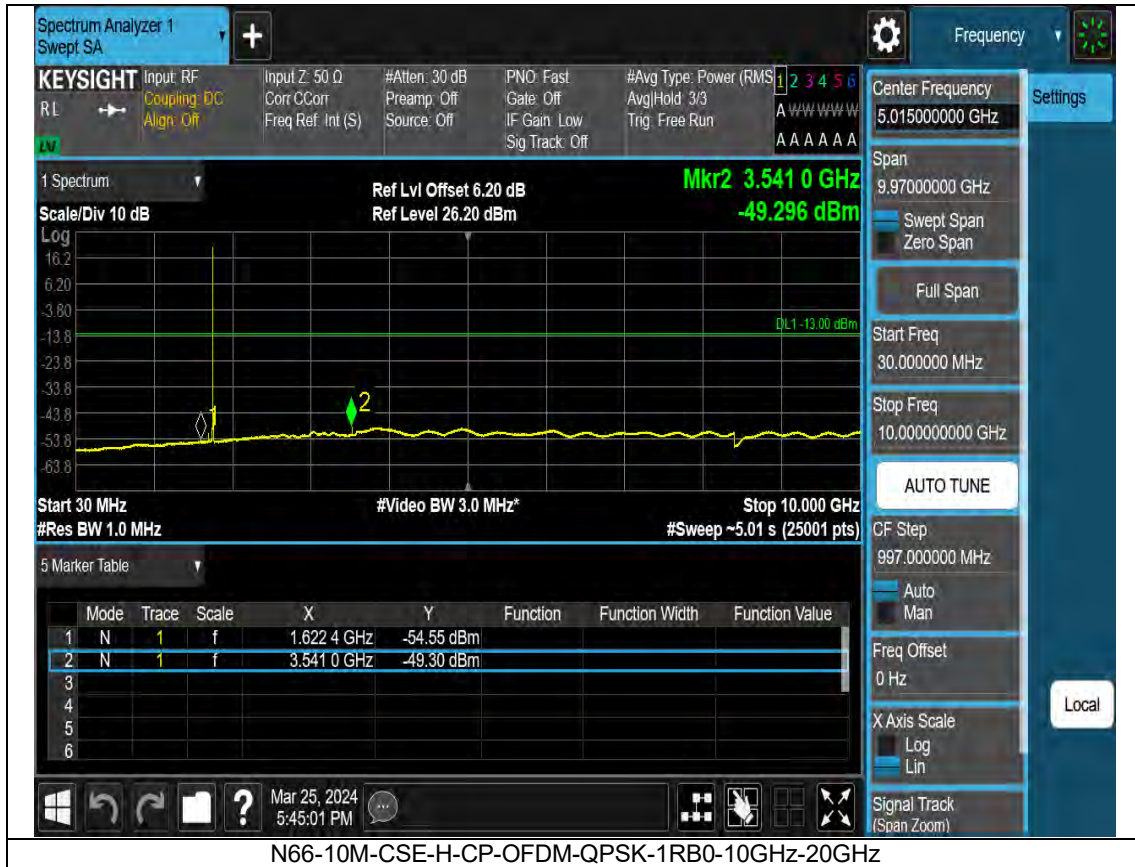 Spectrum Analyzer 1
Swept SA
+
Frequency
KEYSIGHT
RL
Input: RF
Coupling: DC
Align: Off
Input Z: 50 Ω
Corr CCorr
Freq Ref: Int (S)
#Atten: 30 dB
Preamp: Off
Source: Off
PNO: Fast
Gate: Off
IF Gain: Low
Sig Track: Off
#Avg Type: Power (RMS
Avg|Hold: 3/3
Trig: Free Run
1 2 3 4 5 6
A W W W W W
A A A A A A
1 Spectrum
Scale/Div 10 dB
Ref Lvl Offset 6.20 dB
Ref Level 26.20 dBm
Mkr2 3.541 0 GHz
-49.296 dBm
Log
16.2
6.20
-3.80
-13.8
-23.8
-33.8
-43.8
-53.8
-63.8
DL1 -13.00 dBm
1
2
Start 30 MHz
#Res BW 1.0 MHz
#Video BW 3.0 MHz*
Stop 10.000 GHz
#Sweep ~5.01 s (25001 pts)
5 Marker Table
Mode Trace Scale X Y Function Function Width Function Value
1 N 1 f 1.622 4 GHz -54.55 dBm
2 N 1 f 3.541 0 GHz -49.30 dBm
3
4
5
6
Mar 25, 2024
5:45:01 PM
?
Center Frequency
5.015000000 GHz
Settings
Span
9.97000000 GHz
Swept Span
Zero Span
Full Span
Start Freq
30.000000 MHz
Stop Freq
10.000000000 GHz
AUTO TUNE
CF Step
997.000000 MHz
Auto
Man
Freq Offset
0 Hz
X Axis Scale
Log
Lin
Local
Signal Track
(Span Zoom)
N66-10M-CSE-H-CP-OFDM-QPSK-1RB0-10GHz-20GHz